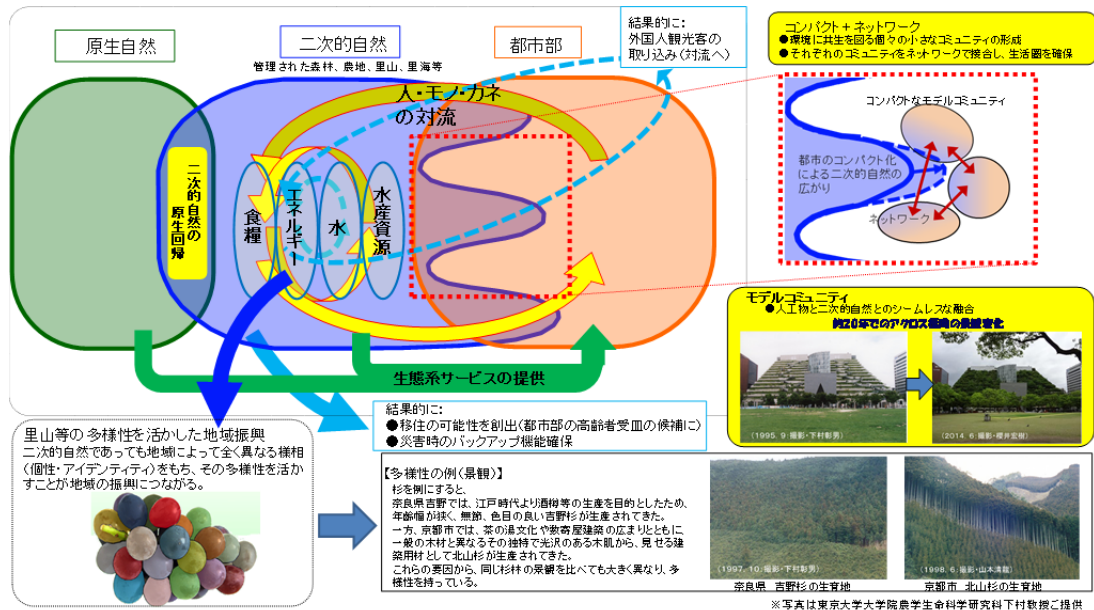 原生自然
二次的自然
管理された森林、農地、里山、里海等
都市部
結果的に:
外国人観光客の
取り込み(対流へ)
人・モノ・カネ
の対流
二次的自然の
原生回帰
食糧
エネルギー
水
水産資源
生態系サービスの提供
コンパクト+ネットワーク
●環境に共生を図る個々の小さなコミュニティの形成
●それぞれのコミュニティをネットワークで接合し、生活圏を確保
コンパクトなモデルコミュニティ
都市のコンパクト化
による二次的自然の
広がり
ネットワーク
モデルコミュニティ
●人工物と二次的自然とのシームレスな融合
約20年でのアクロス福岡の景観変化
(1995.9:撮影・下村彰男)
(2014.6:撮影・櫻井宏樹)
結果的に:
●移住の可能性を創出(都市部の高齢者受皿の候補に)
●災害時のバックアップ機能確保
里山等の多様性を活かした地域振興
二次的自然であっても地域によって全く異なる様相
(個性・アイデンティティ)をもち、その多様性を活か
すことが地域の振興につながる。
【多様性の例(景観)】
杉を例にすると、
奈良県吉野では、江戸時代より酒樽等の生産を目的としたため、
年齢幅が狭く、無節、色目の良い吉野杉が生産されてきた。
一方、京都市では、茶の湯文化や数寄屋建築の広まりとともに、
一般の木材と異なるその独特で光沢のある木肌から、見せる建
築用材として北山杉が生産されてきた。
これらの要因から、同じ杉林の景観を比べても大きく異なり、多
様性を持っている。
(1997.10:撮影・下村彰男)
(1998.6:撮影・山本清龍)
奈良県 吉野杉の生育地
京都市 北山杉の生育地
※写真は東京大学大学院農学生命科学研究科下村教授ご提供